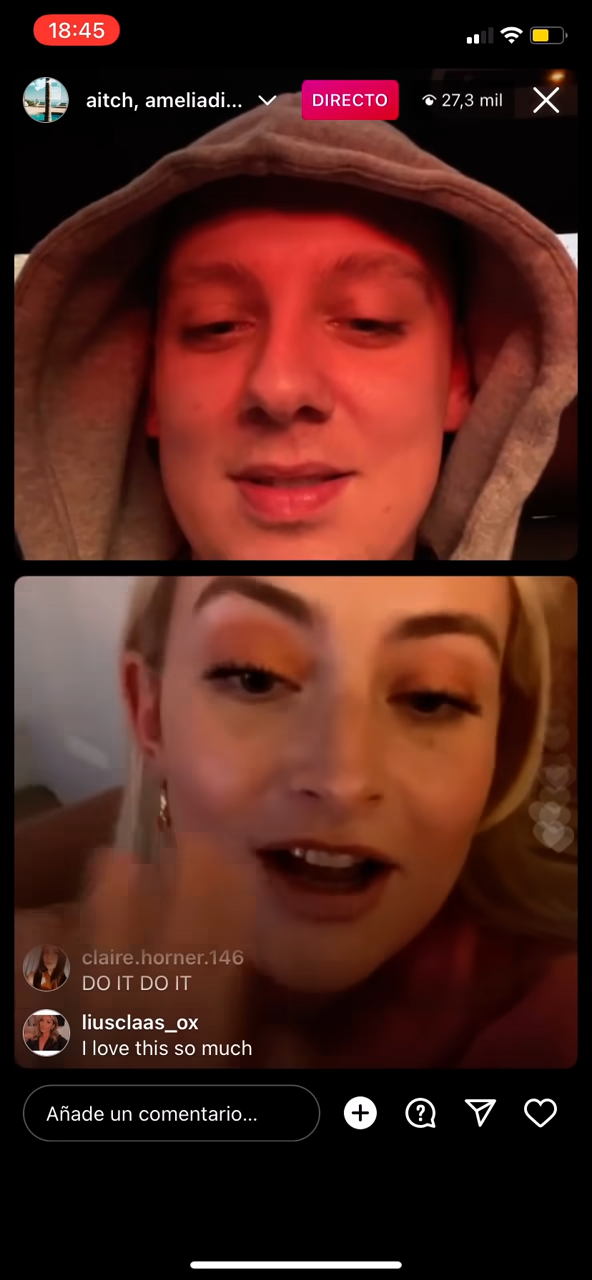 18:45
aitch, ameliadi...
DIRECTO
27,3 mil
claire.horner.146
DO IT DO IT
liusclaas_ox
I love this so much
Añade un comentario...